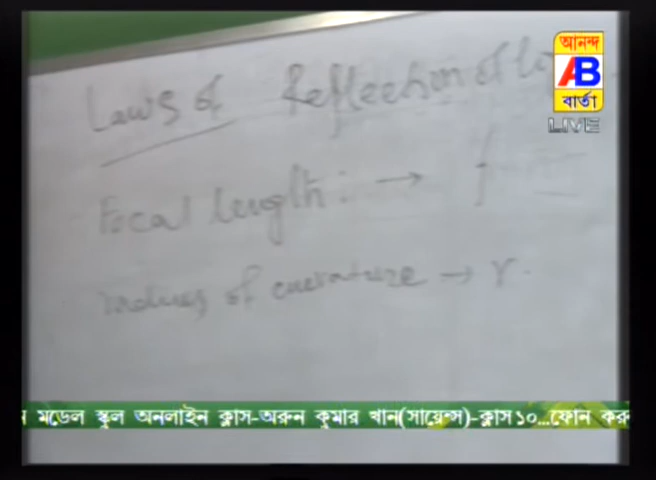 আনন্দ
AB
বার্তা
LIVE
Laws of Reflection of
Focal length : → f
radius of curvature → r.
মডেল স্কুল অনলাইন ক্লাস-অরুন কুমার খান(সায়েন্স)-ক্লাস ১০...ফোন করু